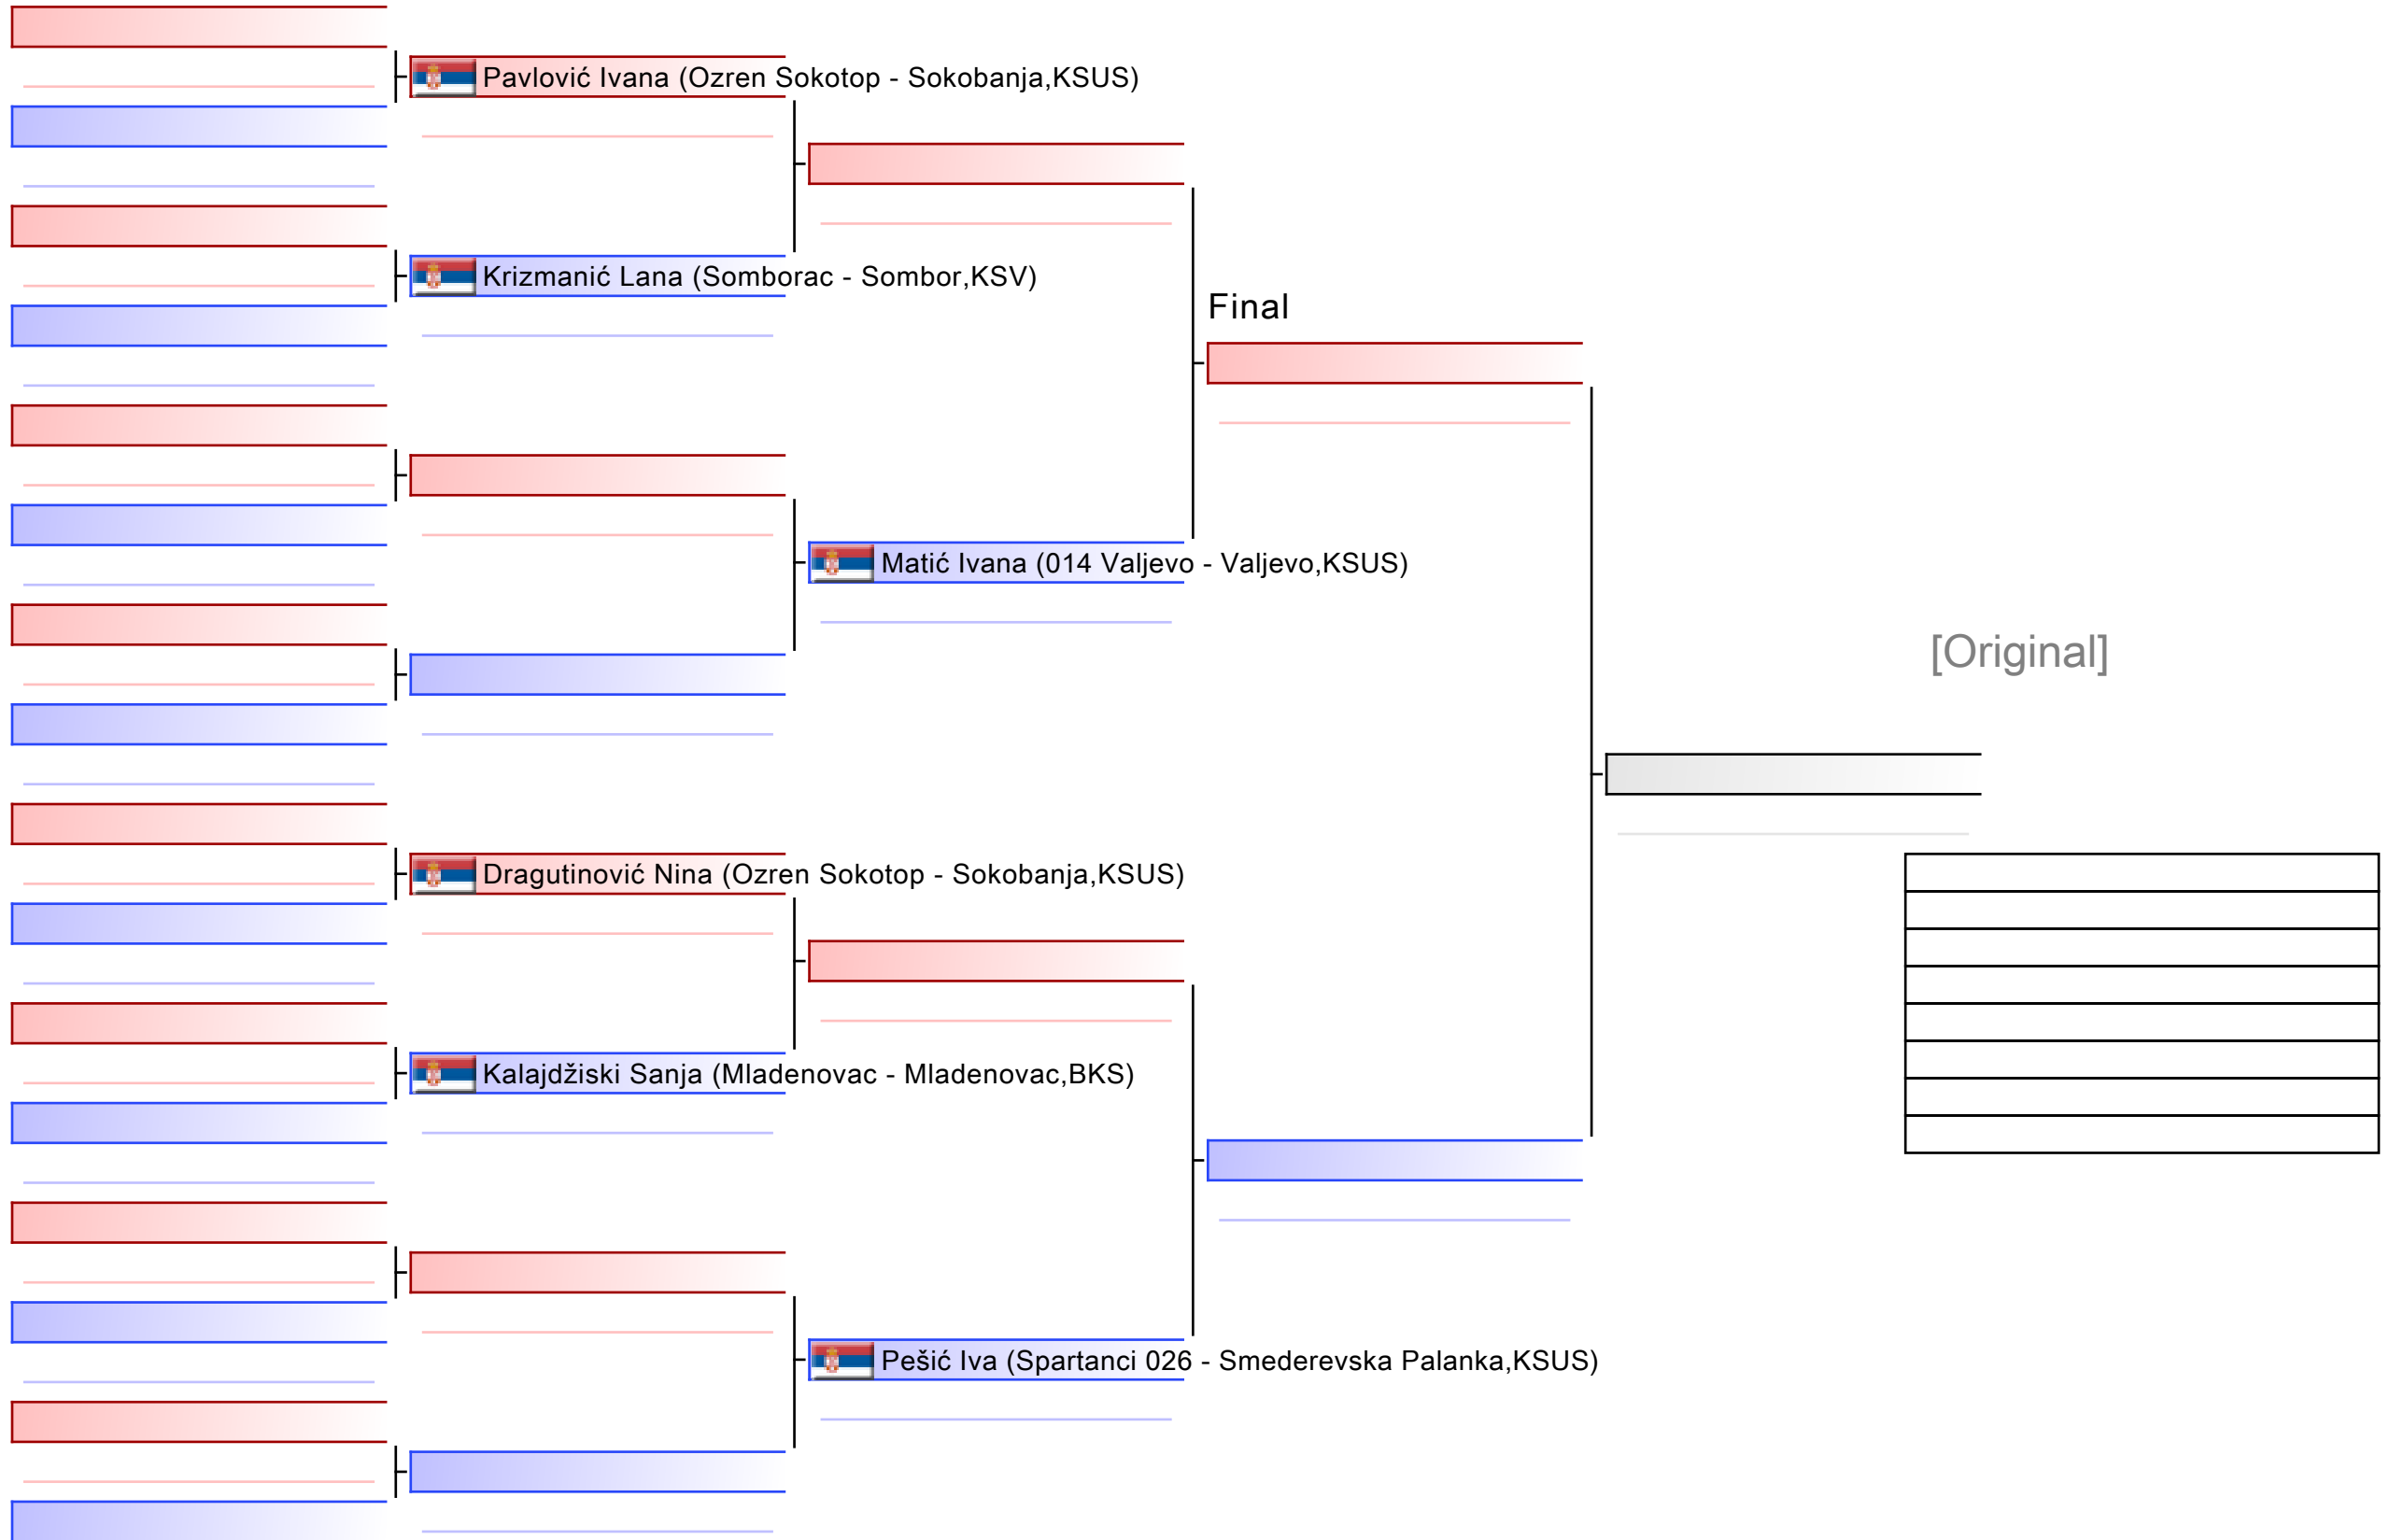 Pavlović Ivana (Ozren Sokotop - Sokobanja,KSUS)
Krizmanić Lana (Somborac - Sombor,KSV)
Final
Matić Ivana (014 Valjevo - Valjevo,KSUS)
[Original]
Dragutinović Nina (Ozren Sokotop - Sokobanja,KSUS)
Kalajdžiski Sanja (Mladenovac - Mladenovac,BKS)
Pešić Iva (Spartanci 026 - Smederevska Palanka,KSUS)